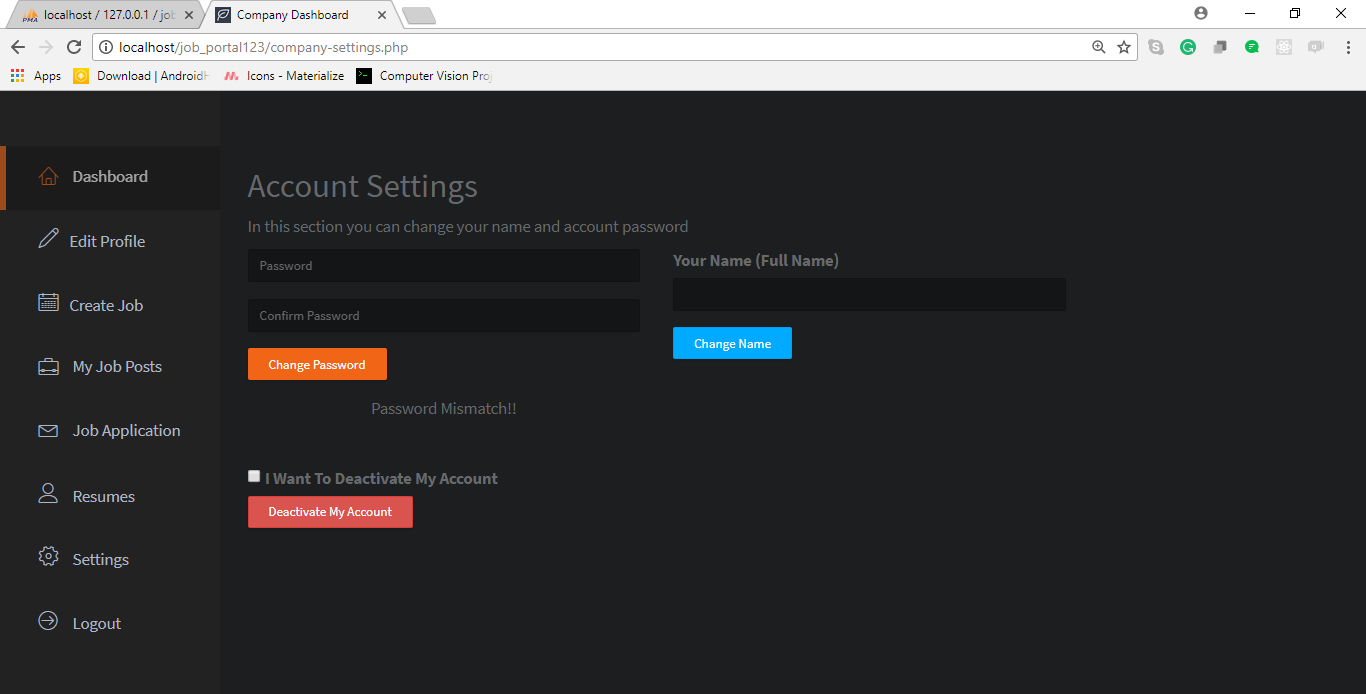 localhost / 127.0.0.1 / job
Company Dashboard
localhost/job_portal123/company-settings.php
Apps
Download | AndroidH
Icons - Materialize
Computer Vision Proj
Dashboard
Edit Profile
Create Job
My Job Posts
Job Application
Resumes
Settings
Logout
Account Settings
In this section you can change your name and account password
Password
Confirm Password
Change Password
Password Mismatch!!
Your Name (Full Name)
Change Name
I Want To Deactivate My Account
Deactivate My Account